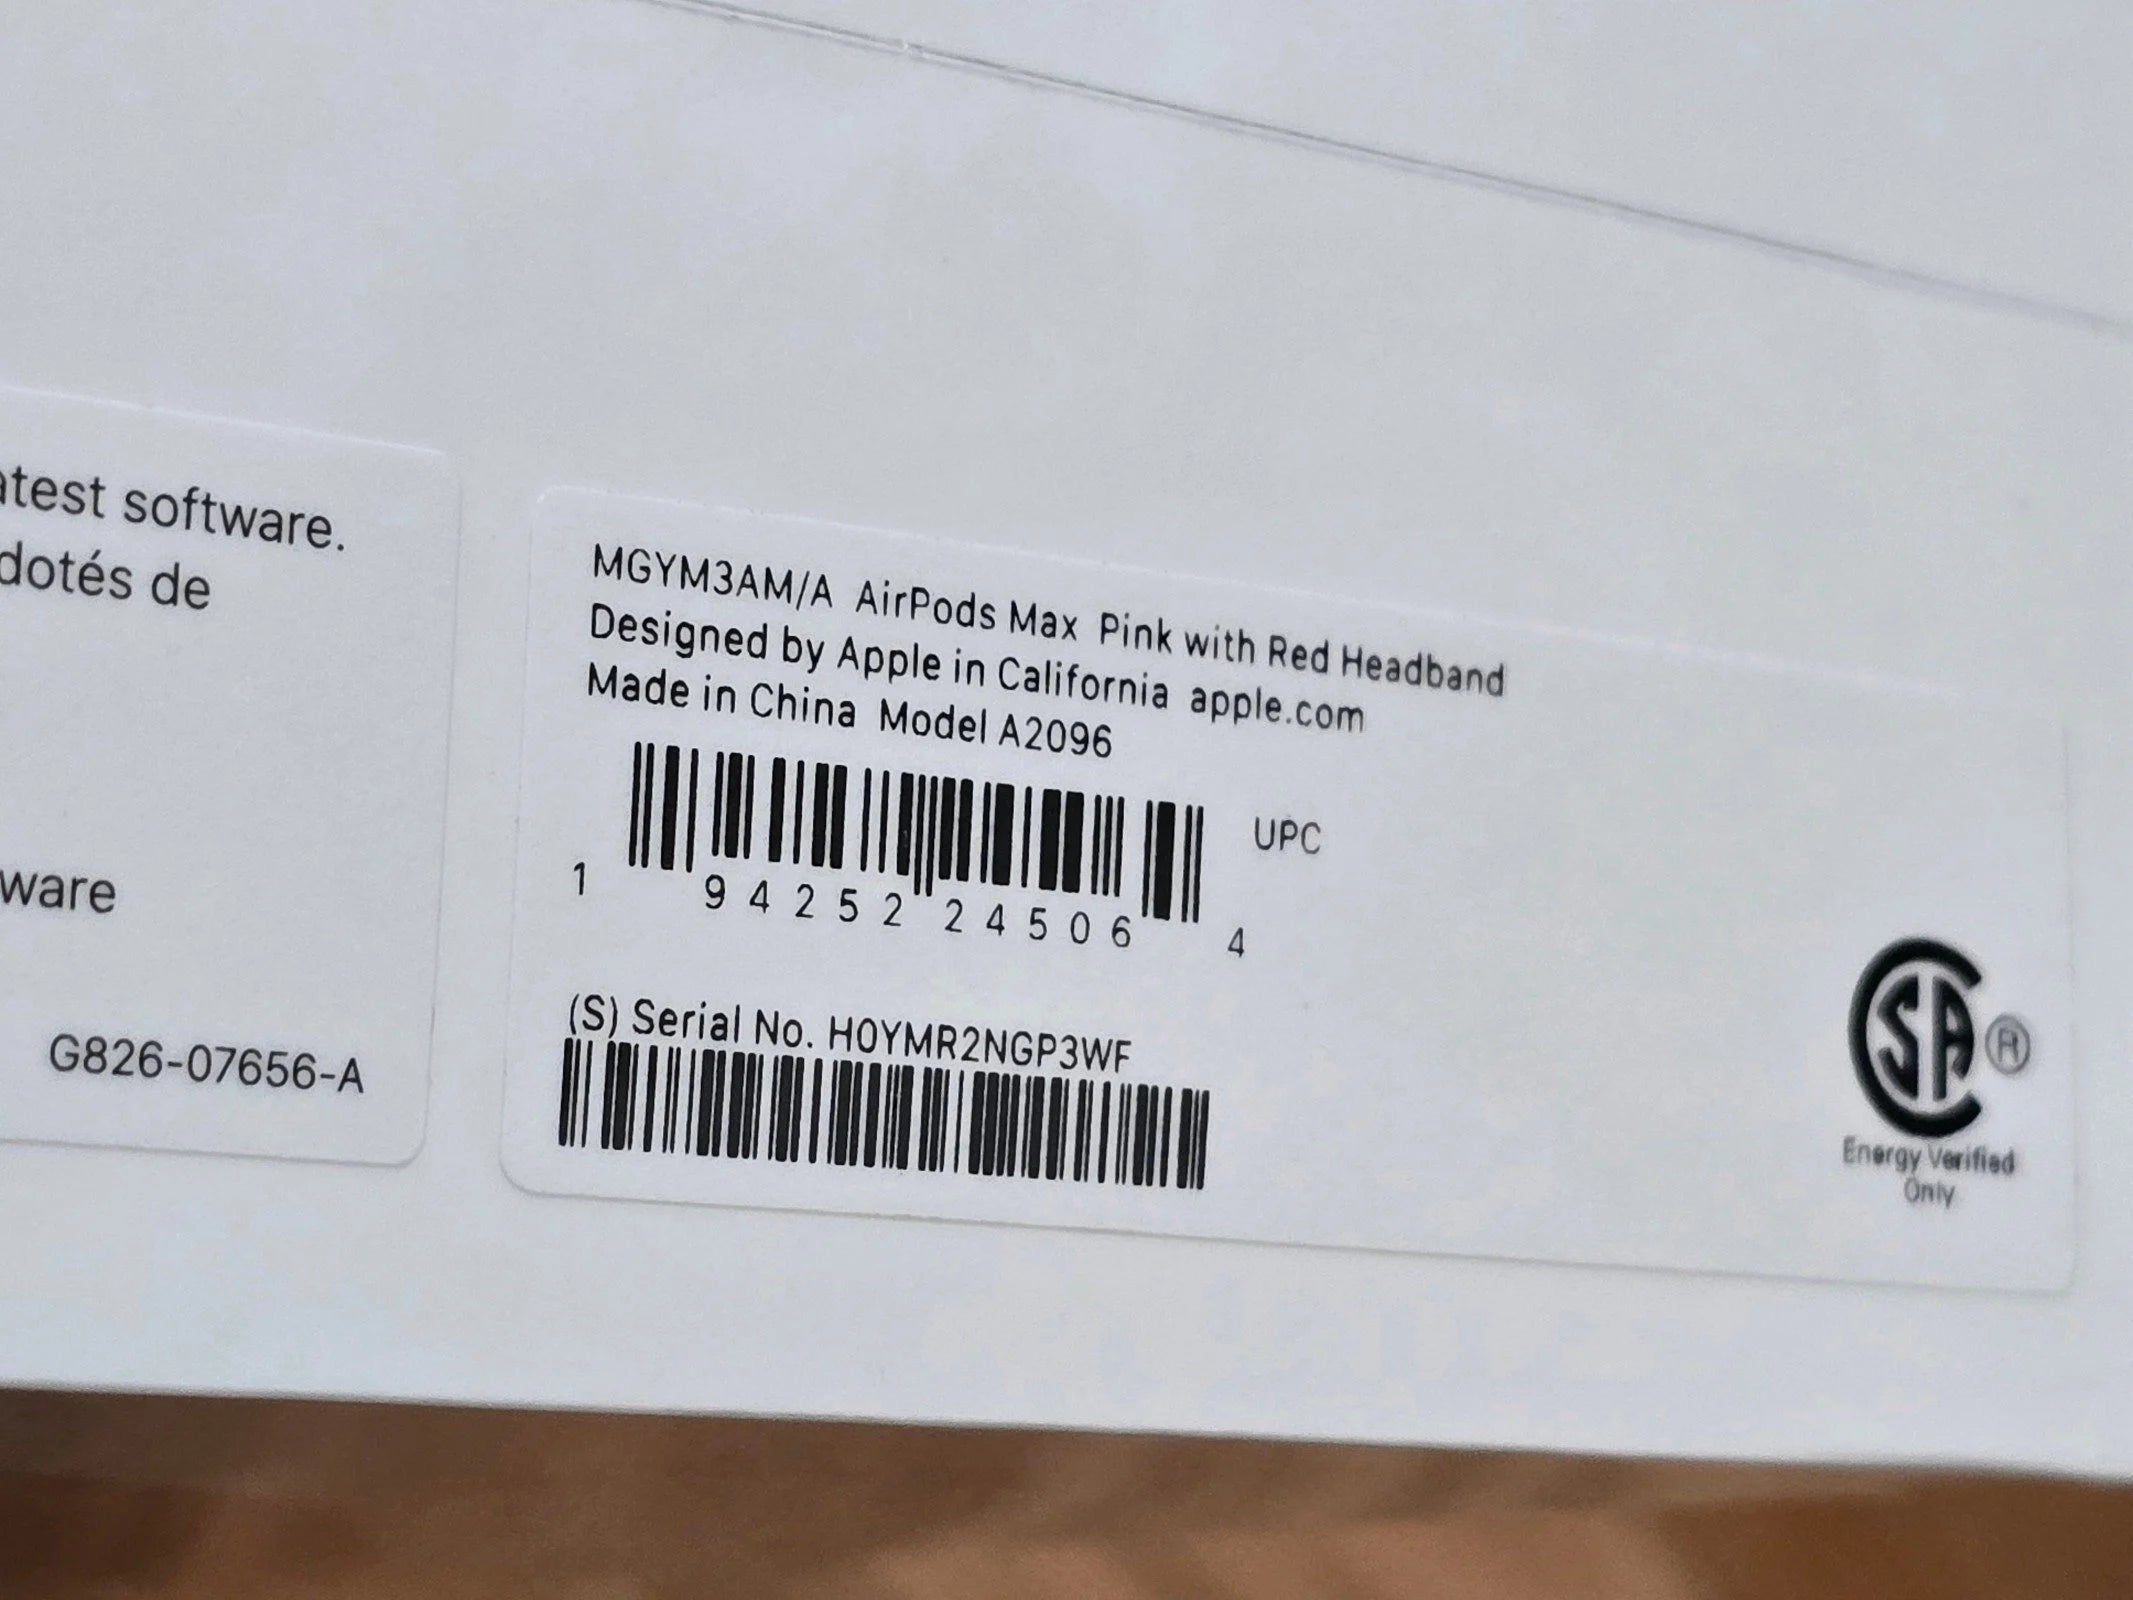 atest software.
dotés de
ware
G826-07656-A
MGYM3AM/A AirPods Max Pink with Red Headband
Designed by Apple in California apple.com
Made in China Model A2096
UPC
1 94252 24506 4
(S) Serial No. H0YMR2NGP3WF
CSA ®
Energy Verified
Only